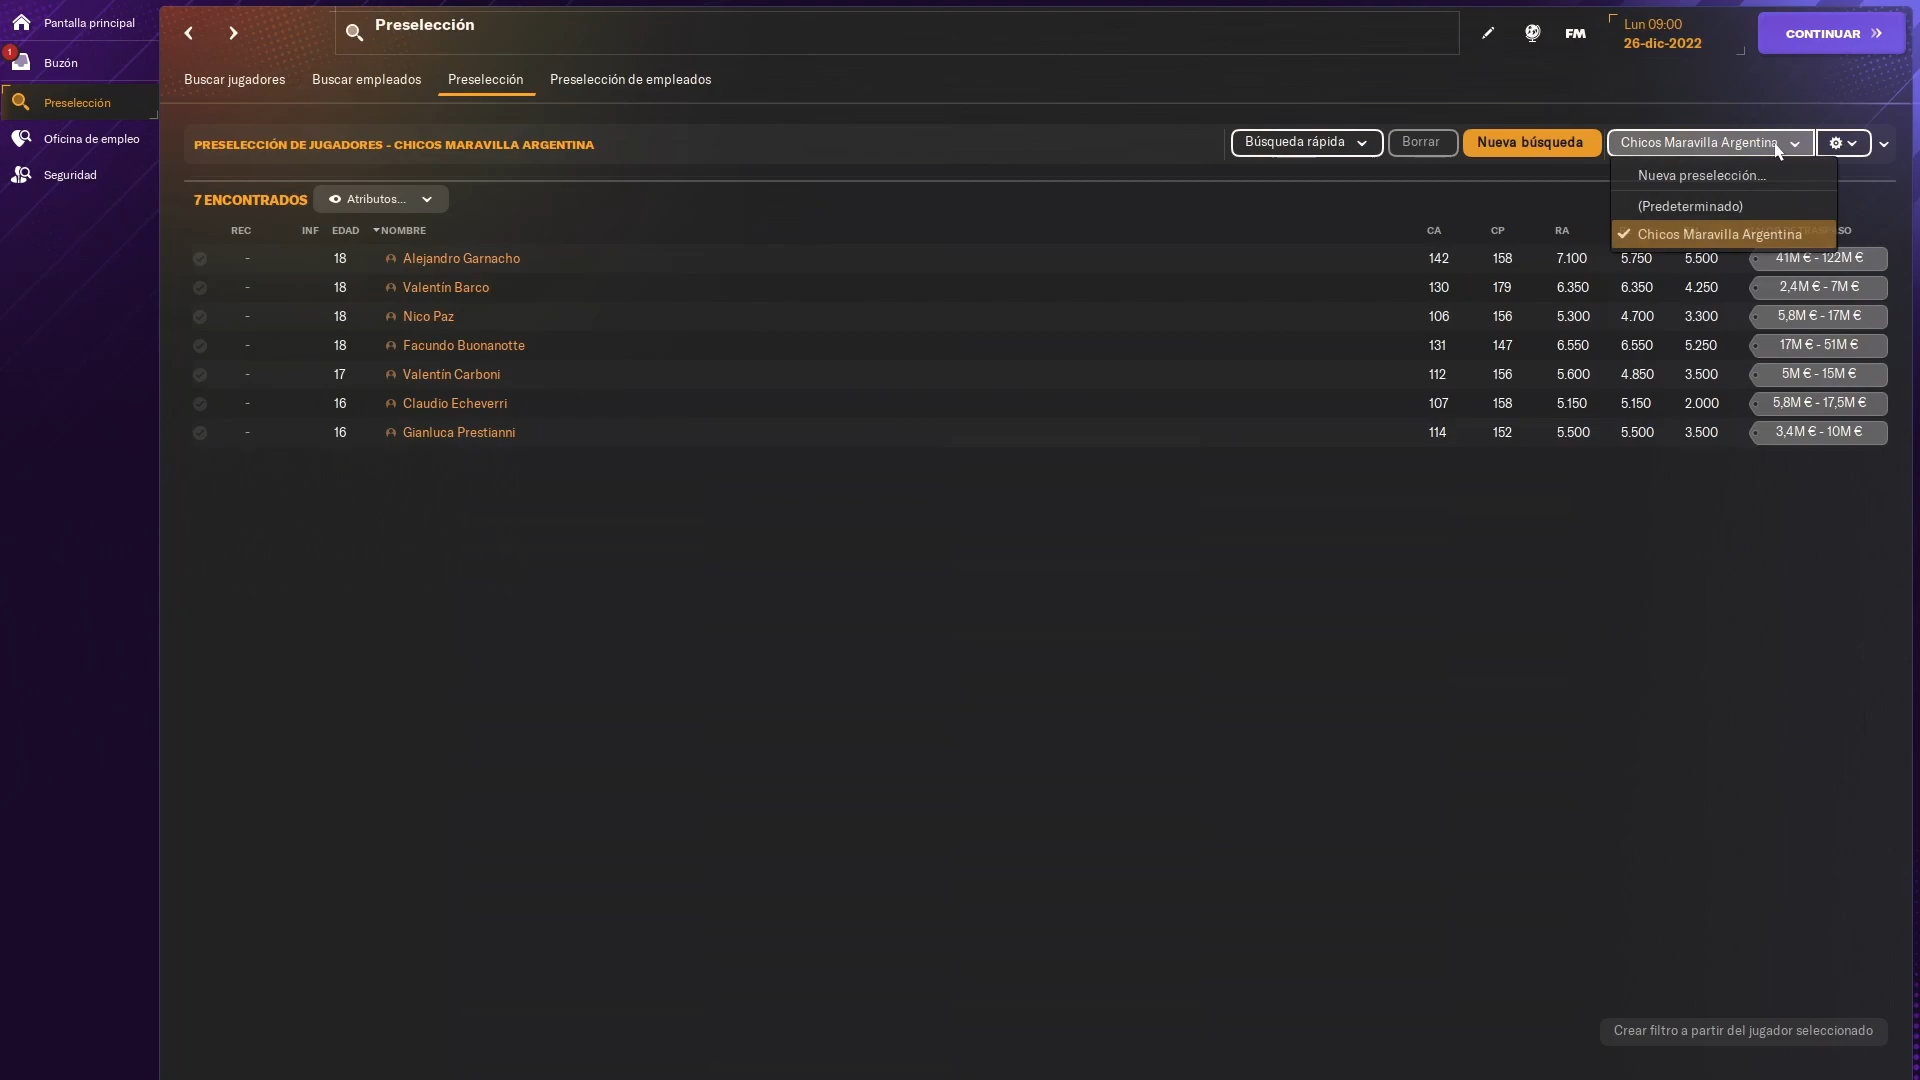 Pantalla principal
1
Buzón
Preselección
Oficina de empleo
Seguridad
Preselección
FM
Lun 09:00
26-dic-2022
CONTINUAR
Buscar jugadores
Buscar empleados
Preselección
Preselección de empleados
PRESELECCIÓN DE JUGADORES - CHICOS MARAVILLA ARGENTINA
Búsqueda rápida
Borrar
Nueva búsqueda
Chicos Maravilla Argentina
Nueva preselección...
(Predeterminado)
Chicos Maravilla Argentina
7 ENCONTRADOS
Atributos...
REC INF EDAD NOMBRE CA CP RA
- 18 Alejandro Garnacho 142 158 7.100 5.750 5.500 41M € - 122M €
- 18 Valentín Barco 130 179 6.350 6.350 4.250 2,4M € - 7M €
- 18 Nico Paz 106 156 5.300 4.700 3.300 5,8M € - 17M €
- 18 Facundo Buonanotte 131 147 6.550 6.550 5.250 17M € - 51M €
- 17 Valentín Carboni 112 156 5.600 4.850 3.500 5M € - 15M €
- 16 Claudio Echeverri 107 158 5.150 5.150 2.000 5,8M € - 17,5M €
- 16 Gianluca Prestianni 114 152 5.500 5.500 3.500 3,4M € - 10M €
Crear filtro a partir del jugador seleccionado